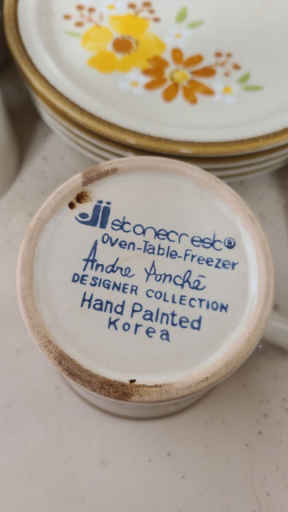 ji stonecrest®
Oven-Table-Freezer
Andre Ponché
DESIGNER COLLECTION
Hand Painted
Korea